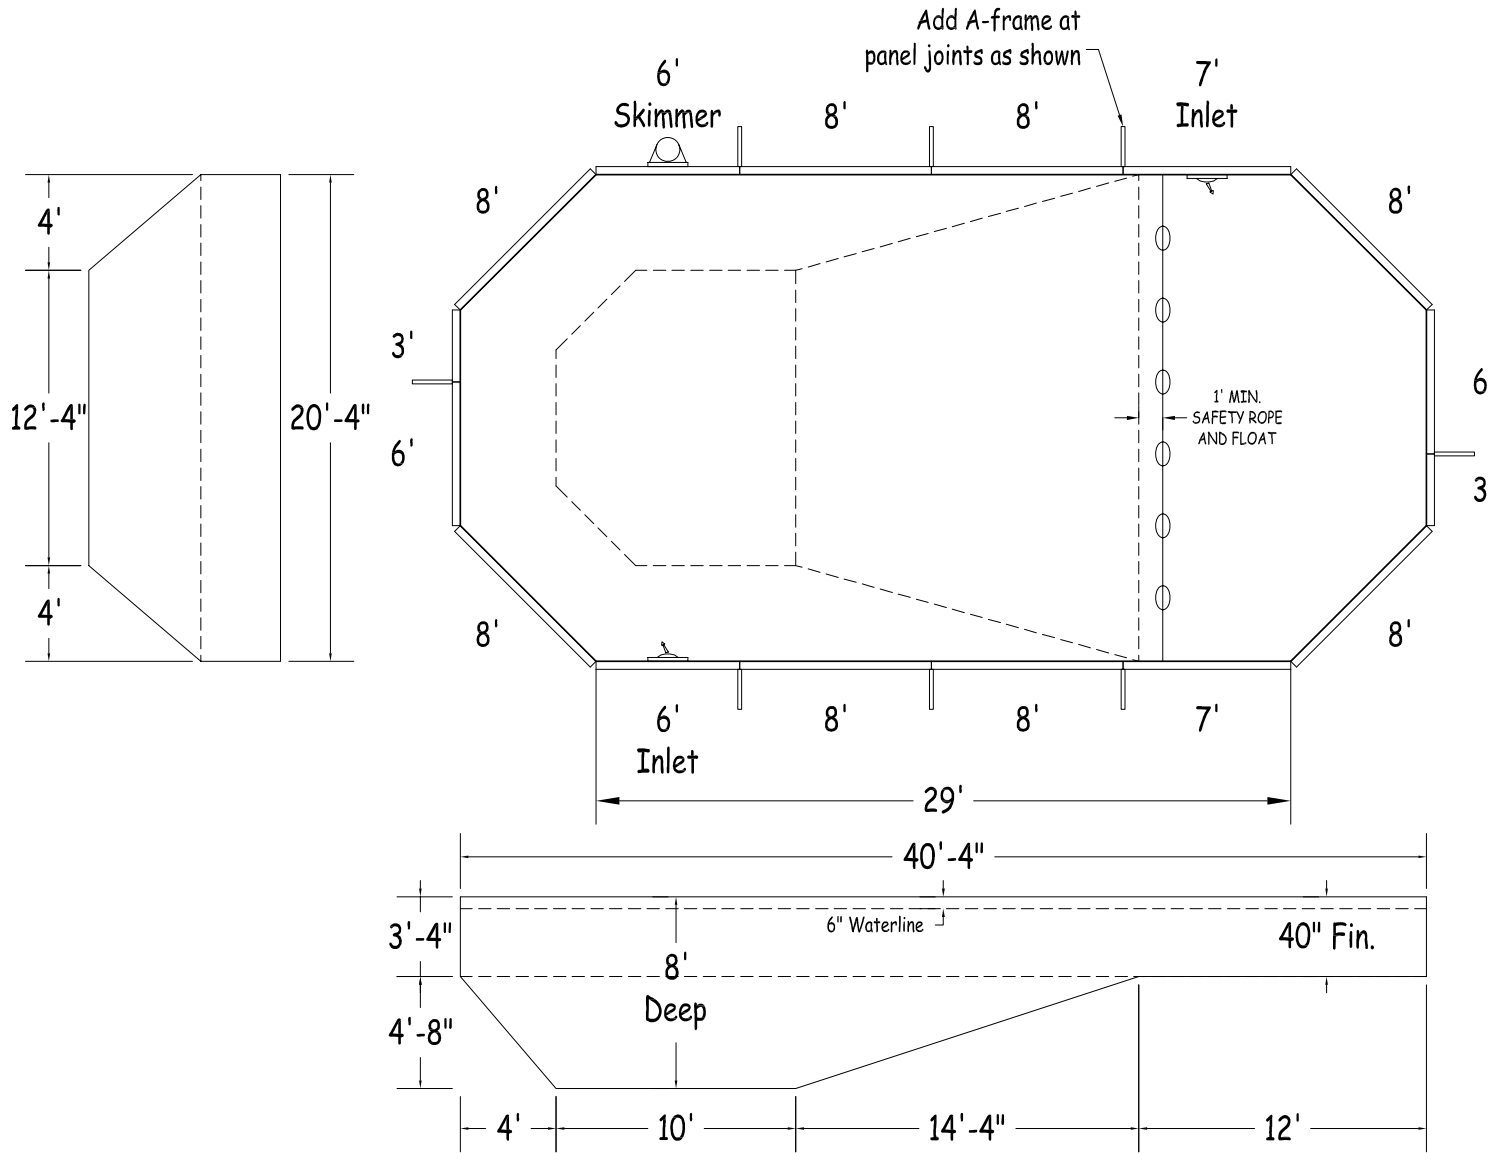 Add A-frame at
panel joints as shown
6'
Skimmer
8'
8'
7'
Inlet
8'
8'
4'
12'-4"
4'
20'-4"
3'
6'
6
3
1' MIN.
SAFETY ROPE
AND FLOAT
8'
8'
6'
Inlet
8'
8'
7'
29'
40'-4"
3'-4"
6" Waterline
40" Fin.
8'
Deep
4'-8"
4'
10'
14'-4"
12'